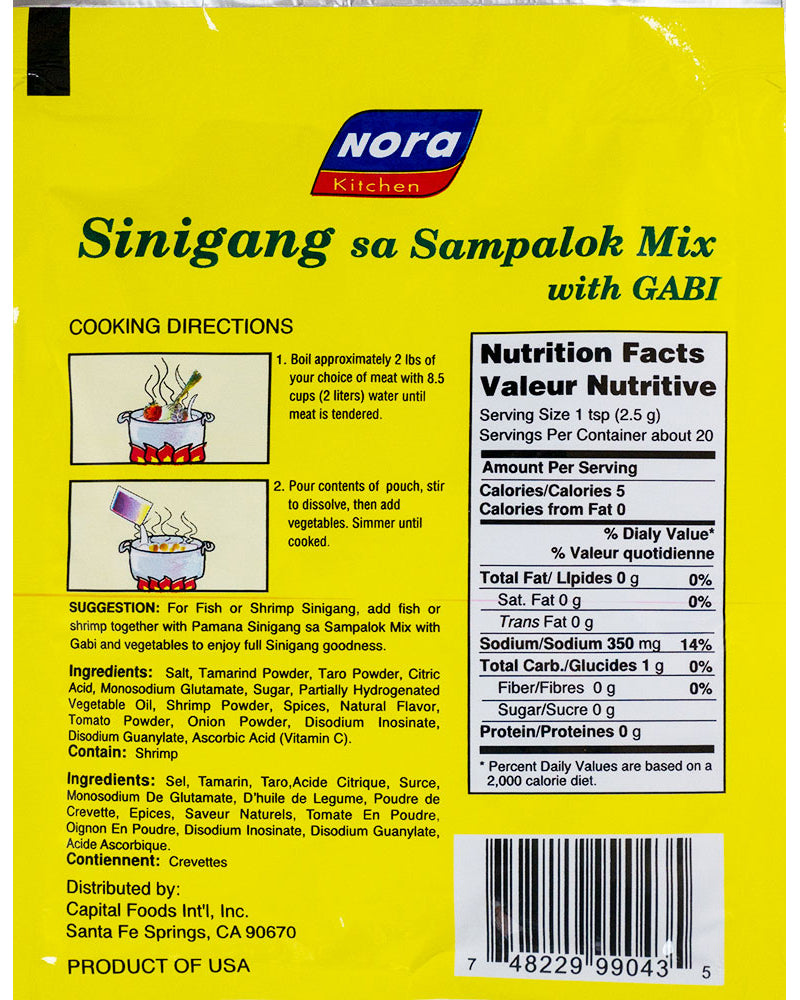 Nora
Kitchen
Sinigang sa Sampalok Mix
with GABI
COOKING DIRECTIONS
1. Boil approximately 2 lbs of
your choice of meat with 8.5
cups (2 liters) water until
meat is tendered.
2. Pour contents of pouch, stir
to dissolve, then add
vegetables. Simmer until
cooked.
SUGGESTION: For Fish or Shrimp Sinigang, add fish or
shrimp together with Pamana Sinigang sa Sampalok Mix with
Gabi and vegetables to enjoy full Sinigang goodness.
Ingredients: Salt, Tamarind Powder, Taro Powder, Citric
Acid, Monosodium Glutamate, Sugar, Partially Hydrogenated
Vegetable Oil, Shrimp Powder, Spices, Natural Flavor,
Tomato Powder, Onion Powder, Disodium Inosinate,
Disodium Guanylate, Ascorbic Acid (Vitamin C).
Contain: Shrimp
Ingredients: Sel, Tamarin, Taro,Acide Citrique, Surce,
Monosodium De Glutamate, D'huile de Legume, Poudre de
Crevette, Epices, Saveur Naturels, Tomate En Poudre,
Oignon En Poudre, Disodium Inosinate, Disodium Guanylate,
Acide Ascorbique.
Contiennent: Crevettes
Distributed by:
Capital Foods Int'l, Inc.
Santa Fe Springs, CA 90670
PRODUCT OF USA
Nutrition Facts
Valeur Nutritive
Serving Size 1 tsp (2.5 g)
Servings Per Container about 20
Amount Per Serving
Calories/Calories 5
Calories from Fat 0
% Dialy Value*
% Valeur quotidienne
Total Fat/ LIpides 0 g 0%
Sat. Fat 0 g 0%
Trans Fat 0 g
Sodium/Sodium 350 mg 14%
Total Carb./Glucides 1 g 0%
Fiber/Fibres 0 g 0%
Sugar/Sucre 0 g
Protein/Proteines 0 g
* Percent Daily Values are based on a
2,000 calorie diet.
7 48229 99043 5